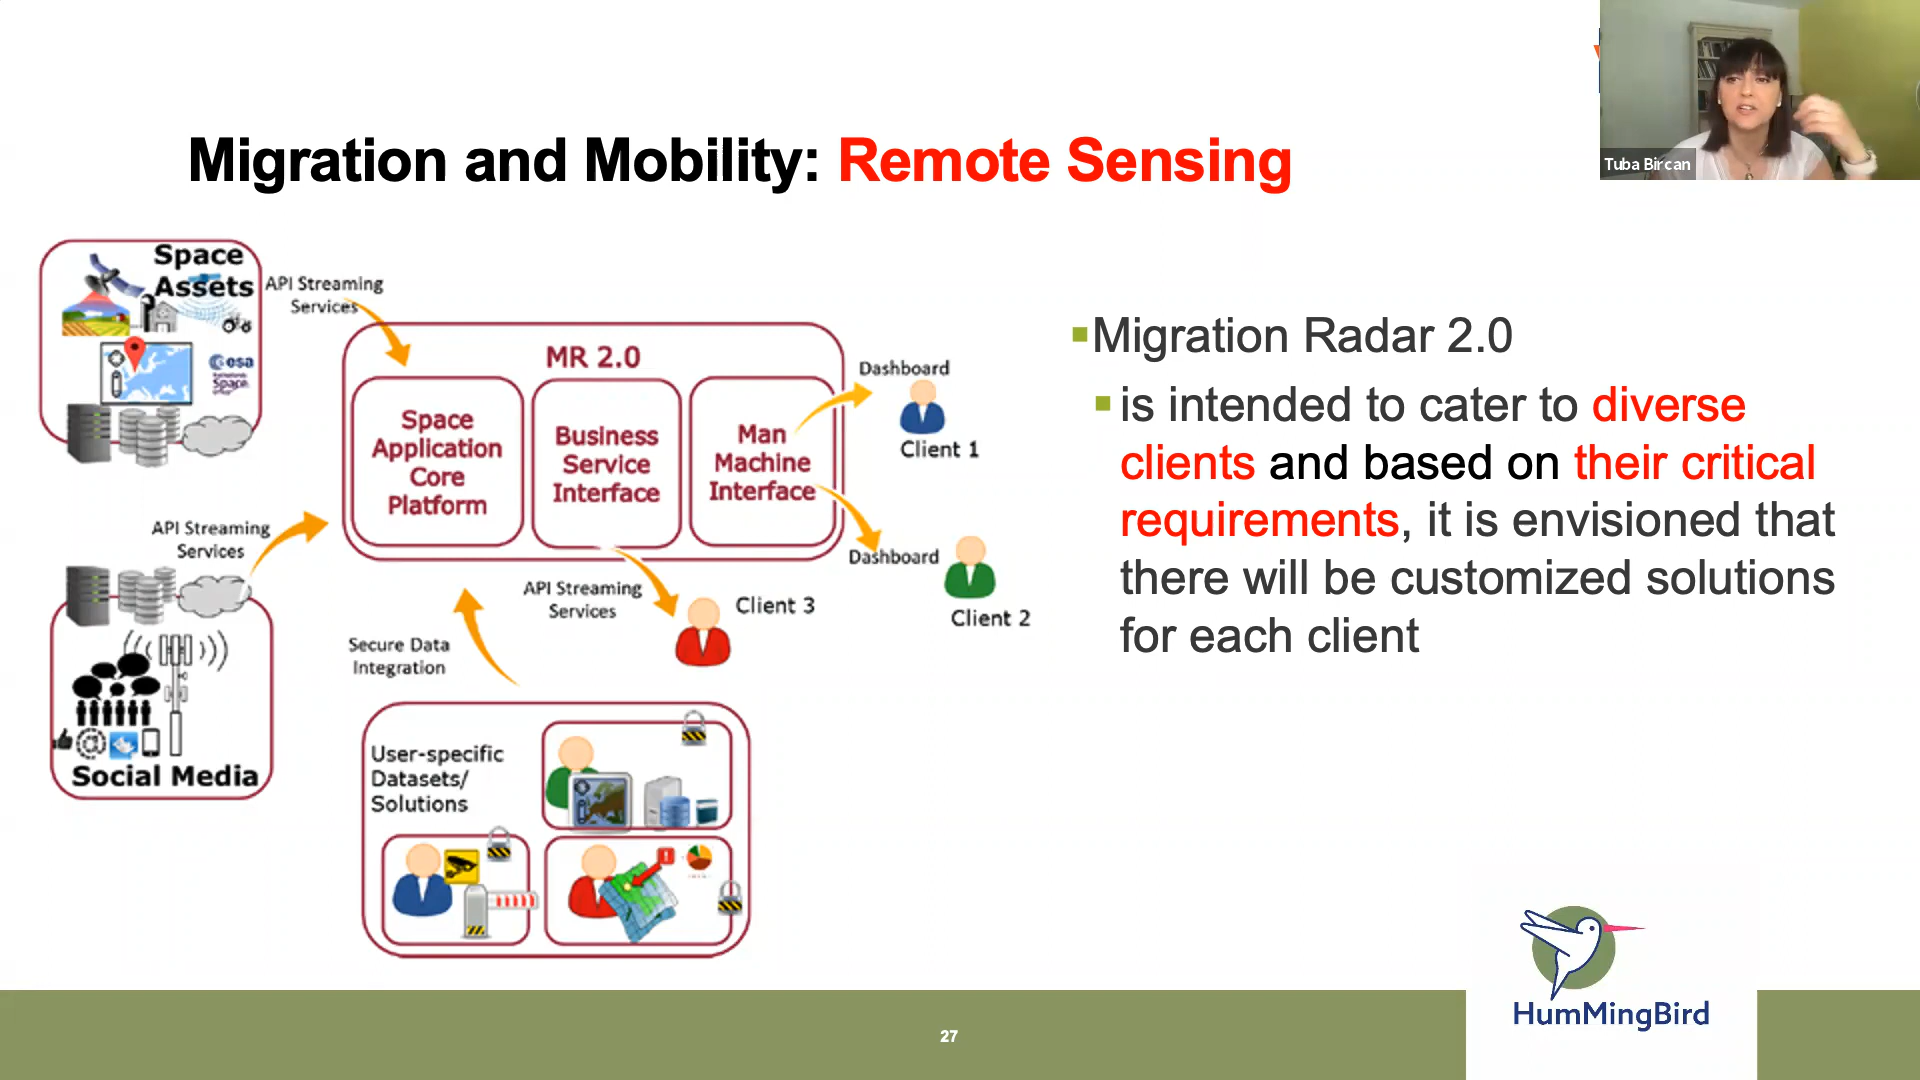 Tuba Bircan
Migration and Mobility: Remote Sensing
Space
Assets
esa
Space
API Streaming
Services
MR 2.0
Space
Application
Core
Platform
Business
Service
Interface
Man
Machine
Interface
Dashboard
Client 1
Dashboard
Client 2
API Streaming
Services
API Streaming
Services
Client 3
Secure Data
Integration
Social Media
User-specific
Datasets/
Solutions
Migration Radar 2.0
is intended to cater to diverse
clients and based on their critical
requirements, it is envisioned that
there will be customized solutions
for each client
HumMingBird
27